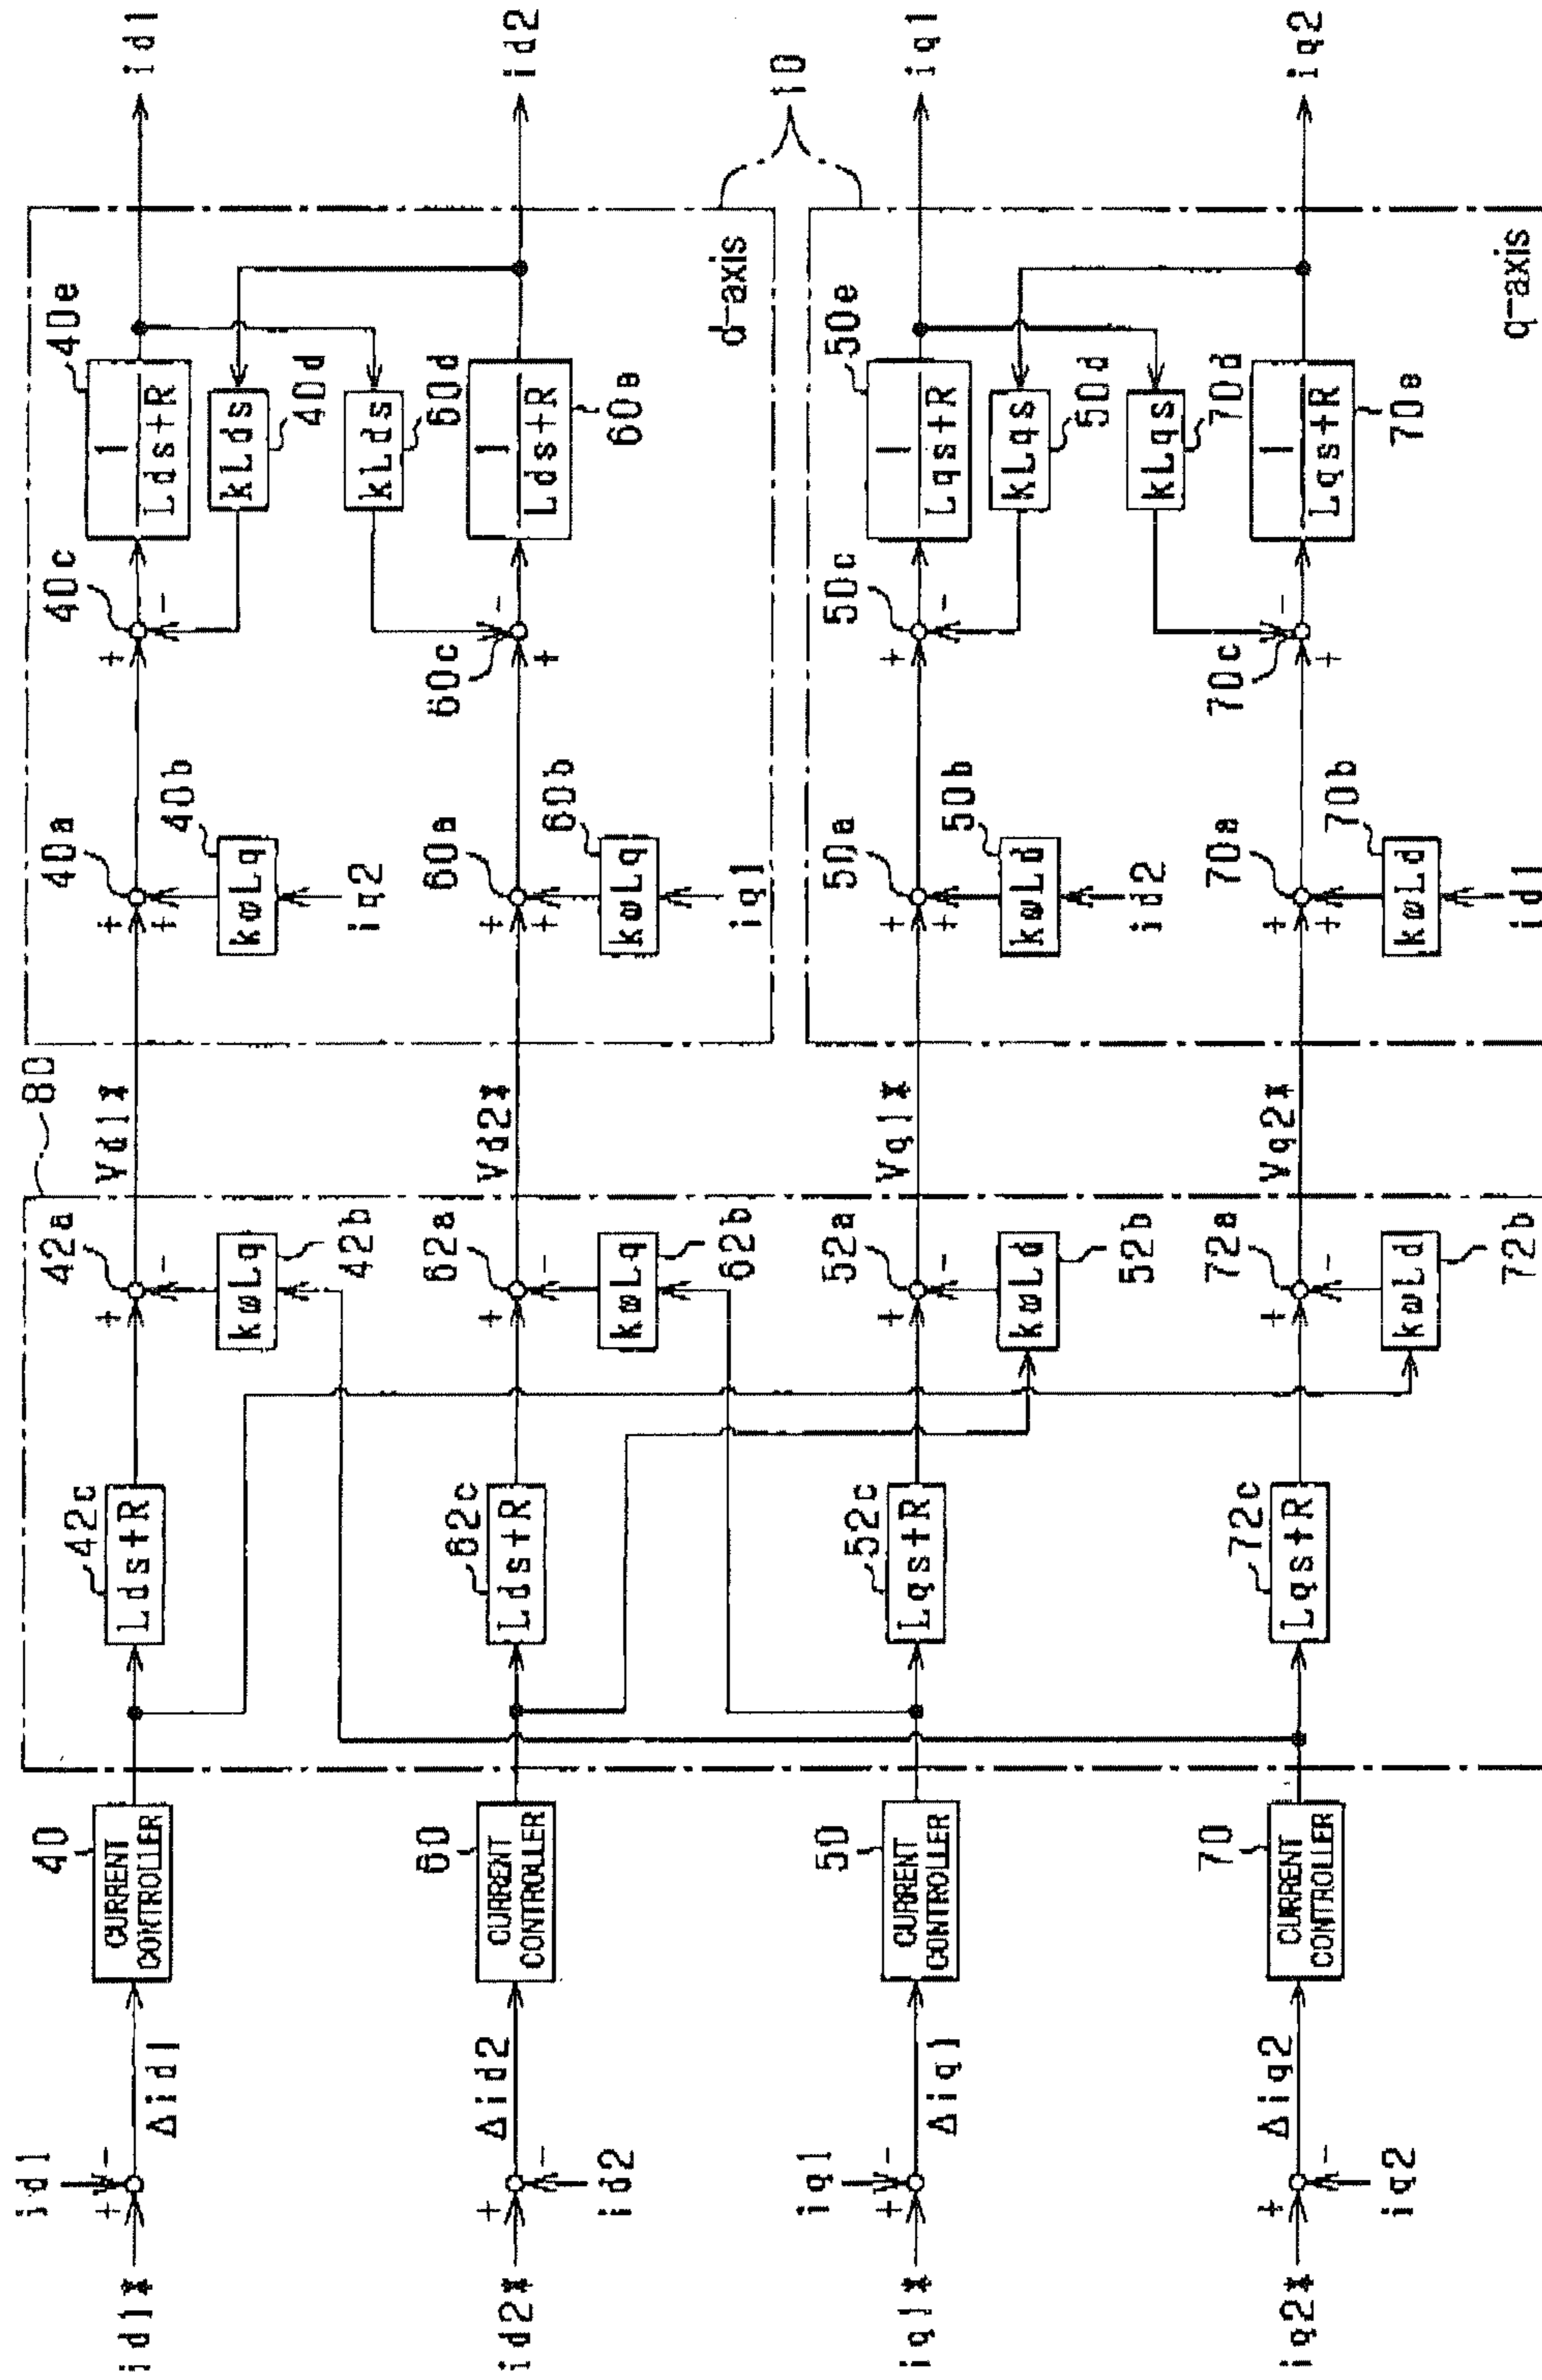 id1*
id1
+
-
Δid1
CURRENT
CONTROLLER
40
Lds+R
42c
42a
+
-
kωLq
42b
80
Vd1*
40a
+
+
kωLq
40b
iq2
40c
+
-
1
Lds+R
40e
kLds
40d
id1
id2*
id2
+
-
Δid2
CURRENT
CONTROLLER
60
Lds+R
62c
62a
+
-
kωLq
62b
Vd2*
60a
+
+
kωLq
60b
iq1
60c
+
-
kLds
60d
1
Lds+R
60e
id2
d-axis
10
iq1*
iq1
+
-
Δiq1
CURRENT
CONTROLLER
50
Lqs+R
52c
52a
+
-
kωLd
52b
Vq1*
50a
+
+
kωLd
50b
id2
50c
+
-
1
Lqs+R
50e
kLqs
50d
iq1
iq2*
iq2
+
-
Δiq2
CURRENT
CONTROLLER
70
Lqs+R
72c
72a
+
-
kωLd
72b
Vq2*
70a
+
+
kωLd
70b
id1
70c
+
-
kLqs
70d
1
Lqs+R
70e
iq2
q-axis